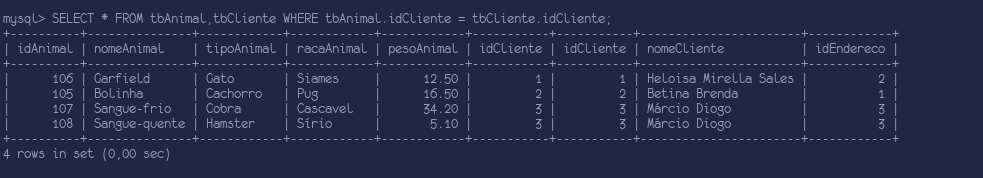 mysql> SELECT * FROM tbAnimal,tbCliente WHERE tbAnimal.idCliente = tbCliente.idCliente;
+----------+---------------+------------+------------+------------+-----------+-----------+-----------------------+------------+
| idAnimal | nomeAnimal    | tipoAnimal | racaAnimal | pesoAnimal | idCliente | idCliente | nomeCliente           | idEndereco |
+----------+---------------+------------+------------+------------+-----------+-----------+-----------------------+------------+
|      106 | Garfield      | Gato       | Siames     |      12.50 |         1 |         1 | Heloisa Mirella Sales |          2 |
|      105 | Bolinha       | Cachorro   | Pug        |      16.50 |         2 |         2 | Betina Brenda         |          1 |
|      107 | Sangue-frio   | Cobra      | Cascavel   |      34.20 |         3 |         3 | Márcio Diogo          |          3 |
|      108 | Sangue-quente | Hamster    | Sírio      |       5.10 |         3 |         3 | Márcio Diogo          |          3 |
+----------+---------------+------------+------------+------------+-----------+-----------+-----------------------+------------+
4 rows in set (0,00 sec)